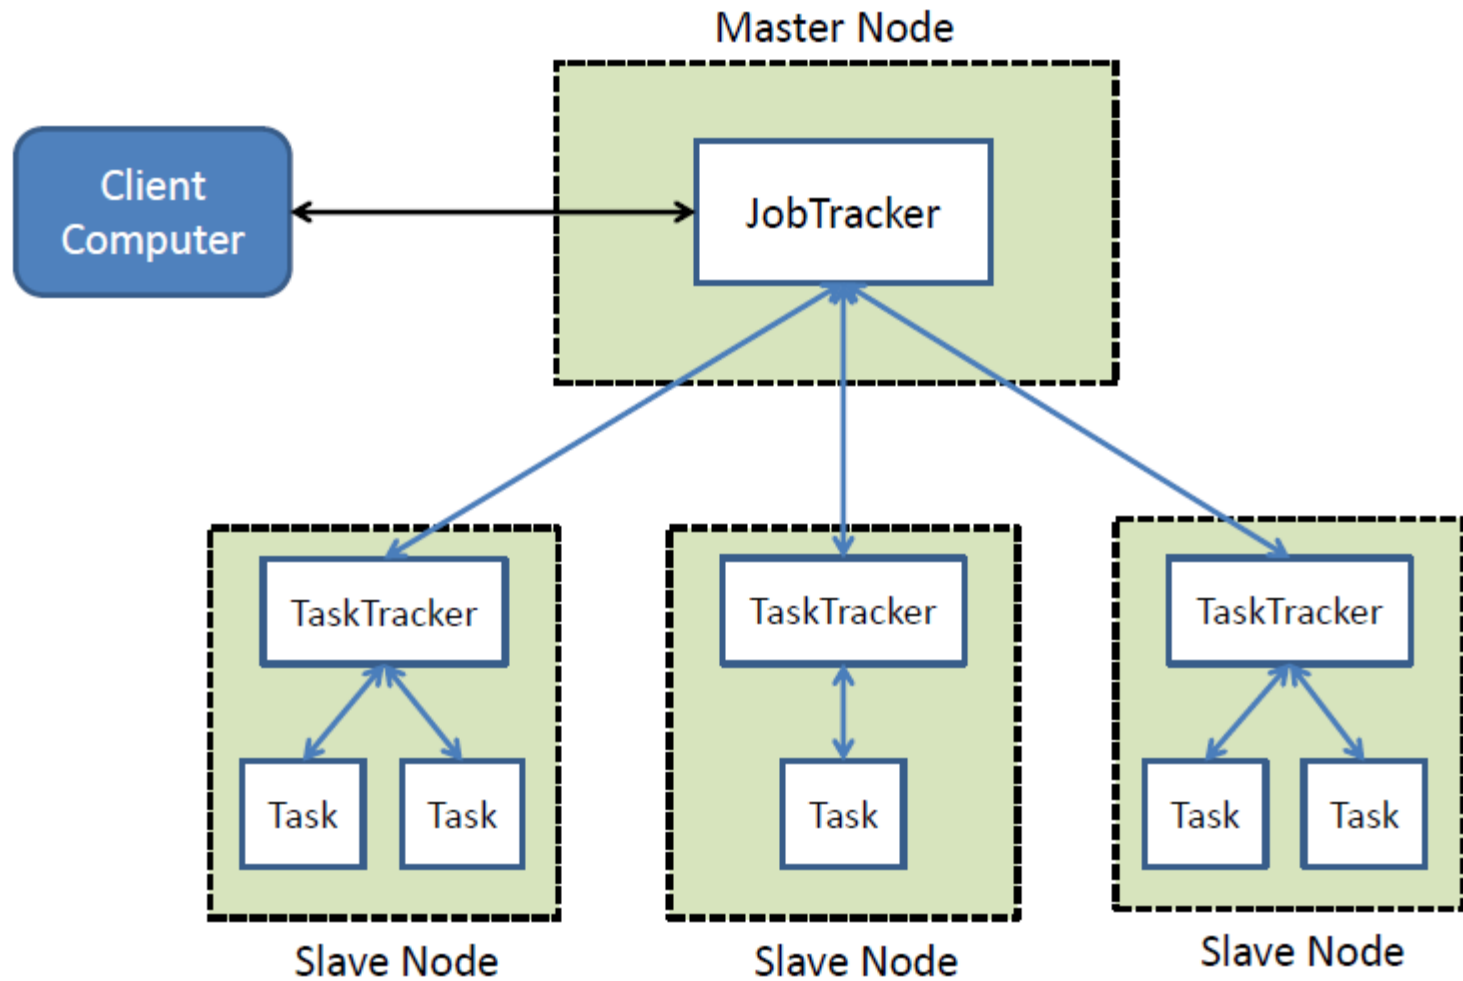 Master Node
Client
Computer
JobTracker
TaskTracker
TaskTracker
TaskTracker
Task
Task
Task
Task
Task
Slave Node
Slave Node
Slave Node